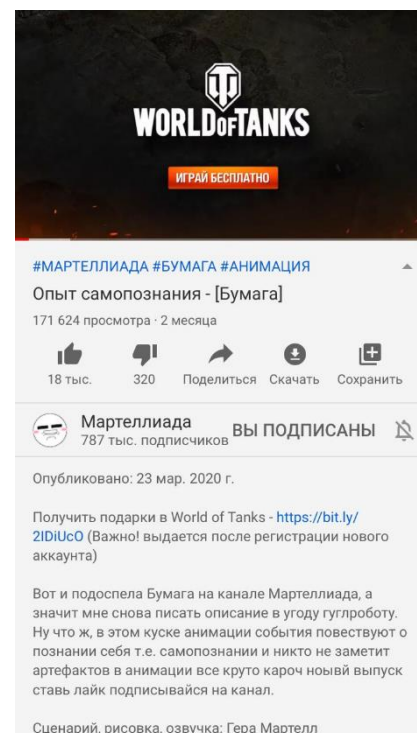 WORLD OF TANKS
ИГРАЙ БЕСПЛАТНО
#МАРТЕЛЛИАДА #БУМАГА #АНИМАЦИЯ
Опыт самопознания - [Бумага]
171 624 просмотра · 2 месяца
18 тыс. 320 Поделиться Скачать Сохранить
Мартеллиада
787 тыс. подписчиков ВЫ ПОДПИСАНЫ
Опубликовано: 23 мар. 2020 г.
Получить подарки в World of Tanks - https://bit.ly/
2IDiUcO (Важно! выдается после регистрации нового
аккаунта)
Вот и подоспела Бумага на канале Мартеллиада, а
значит мне снова писать описание в угоду гуглроботу.
Ну что ж, в этом куске анимации события повествуют о
познании себя т.е. самопознании и никто не заметит
артефактов в анимации все круто кароч ноывй выпуск
ставь лайк подписывайся на канал.
Сценарий, рисовка, озвучка: Гера Мартелл